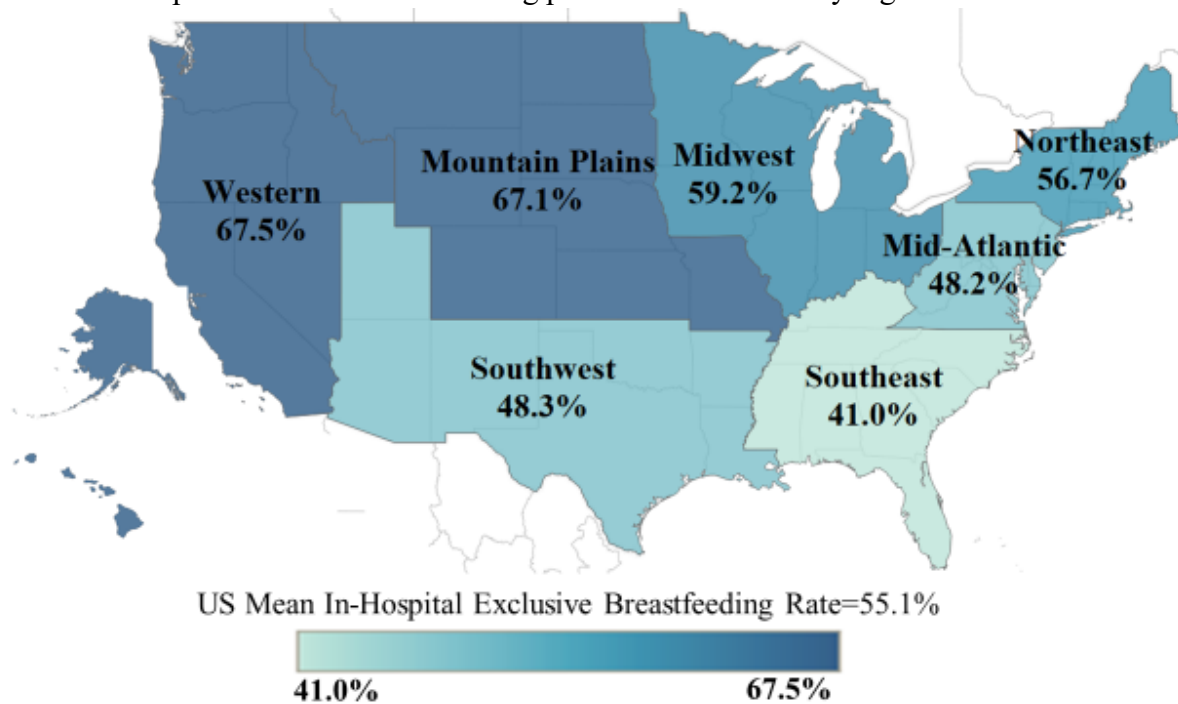 Western
67.5%
Mountain Plains
67.1%
Midwest
59.2%
Northeast
56.7%
Mid-Atlantic
48.2%
Southwest
48.3%
Southeast
41.0%
US Mean In-Hospital Exclusive Breastfeeding Rate=55.1%
41.0%
67.5%